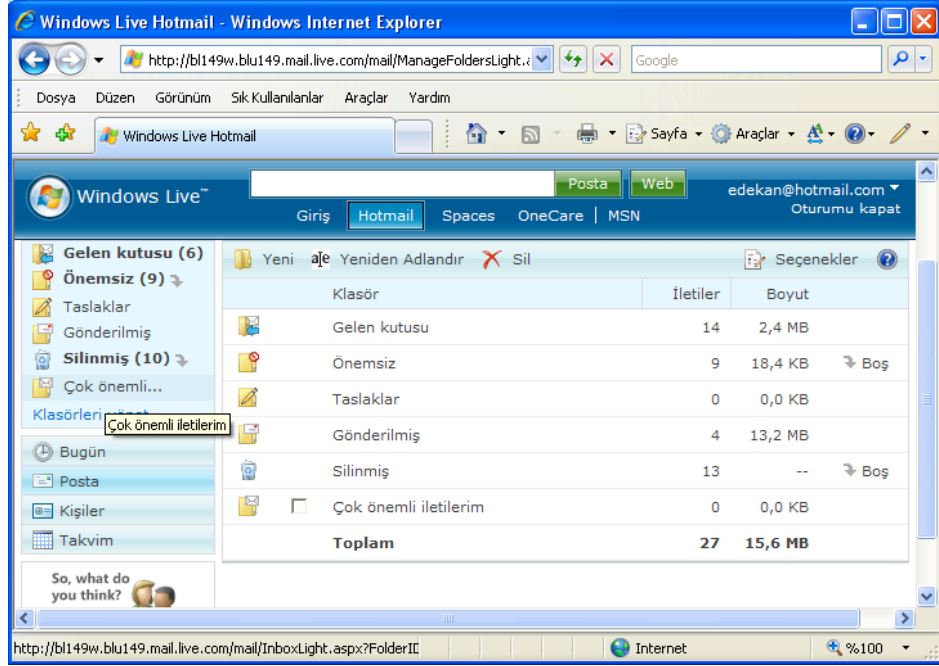 Windows Live Hotmail - Windows Internet Explorer
http://bl149w.blu149.mail.live.com/mail/ManageFoldersLight.
Google
Dosya Düzen Görünüm Sık Kullanılanlar Araçlar Yardım
Windows Live Hotmail
Sayfa Araçlar
Windows Live™
Posta Web
edekan@hotmail.com
Oturumu kapat
Giriş Hotmail Spaces OneCare | MSN
Gelen kutusu (6)
Önemsiz (9)
Taslaklar
Gönderilmiş
Silinmiş (10)
Çok önemli...
Klasörleri
Çok önemli iletilerim
Bugün
Posta
Kişiler
Takvim
So, what do
you think?
Yeni Yeniden Adlandır Sil Seçenekler
Klasör İletiler Boyut
Gelen kutusu 14 2,4 MB
Önemsiz 9 18,4 KB Boş
Taslaklar 0 0,0 KB
Gönderilmiş 4 13,2 MB
Silinmiş 13 -- Boş
Çok önemli iletilerim 0 0,0 KB
Toplam 27 15,6 MB
http://bl149w.blu149.mail.live.com/mail/InboxLight.aspx?FolderID
Internet
%100